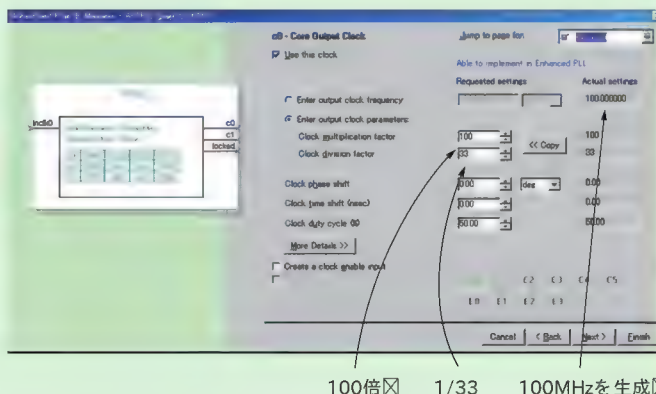 c0 - Core Output Clock
Jump to page for:
Use this clock
Able to implement in Enhanced PLL
Requested settings
Actual settings
Enter output clock frequency
100.000000
Enter output clock parameters:
Clock multiplication factor
100
<< Copy
100
Clock division factor
33
33
Clock phase shift
0.00
deg
0.00
Clock time shift (nsec)
0.00
0.00
Clock duty cycle (%)
50.00
50.00
More Details >>
Create a clock enable input
inclk0
c0
c1
locked
C2
C3
C4
C5
E0
E1
E2
E3
Cancel
< Back
Next >
Finish
100倍
1/33
100MHzを生成